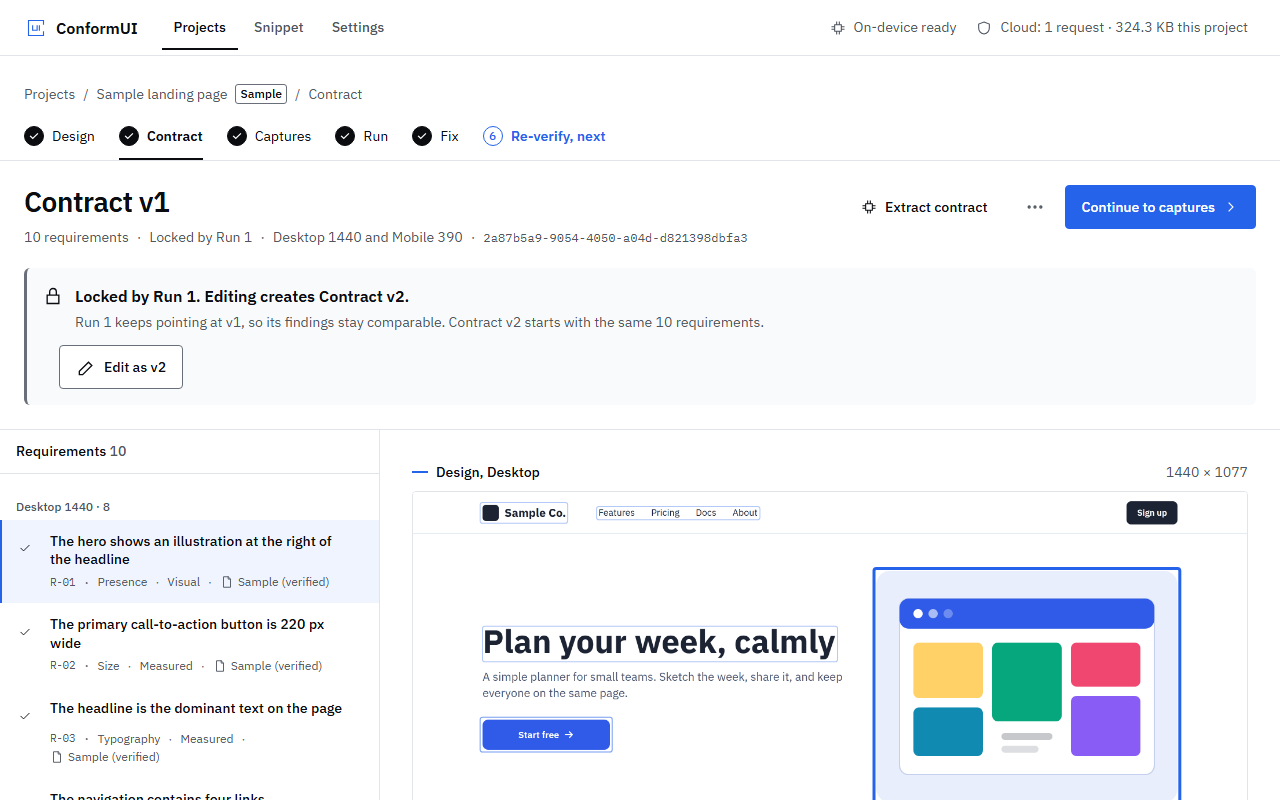 UI ConformUI Projects Snippet Settings On-device ready Cloud: 1 request · 324.3 KB this project
Projects / Sample landing page Sample / Contract
Design Contract Captures Run Fix 6 Re-verify, next
Contract v1
Extract contract ••• Continue to captures
10 requirements · Locked by Run 1 · Desktop 1440 and Mobile 390 · 2a87b5a9-9054-4050-a04d-d821398dbfa3
Locked by Run 1. Editing creates Contract v2.
Run 1 keeps pointing at v1, so its findings stay comparable. Contract v2 starts with the same 10 requirements.
Edit as v2
Requirements 10
Desktop 1440 · 8
The hero shows an illustration at the right of
the headline
R-01 · Presence · Visual · Sample (verified)
The primary call-to-action button is 220 px
wide
R-02 · Size · Measured · Sample (verified)
The headline is the dominant text on the page
R-03 · Typography · Measured ·
Sample (verified)
The navigation contains four links
Design, Desktop 1440 × 1077
Sample Co. Features Pricing Docs About Sign up
Plan your week, calmly
A simple planner for small teams. Sketch the week, share it, and keep
everyone on the same page.
Start free →